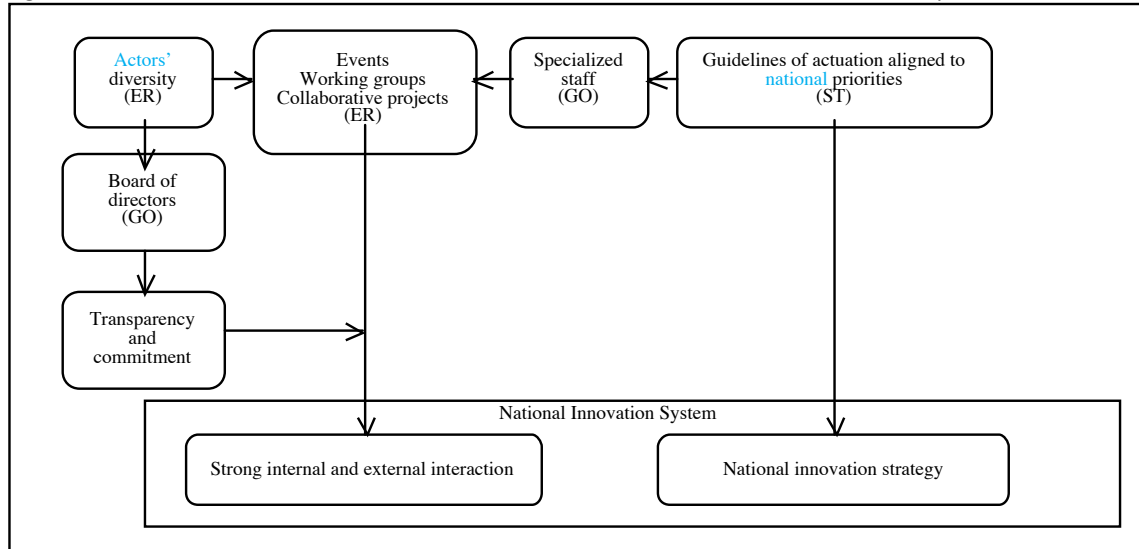 Actors'
diversity
(ER)
Events
Working groups
Collaborative projects
(ER)
Specialized
staff
(GO)
Guidelines of actuation aligned to
national priorities
(ST)
Board of
directors
(GO)
Transparency
and
commitment
National Innovation System
Strong internal and external interaction
National innovation strategy